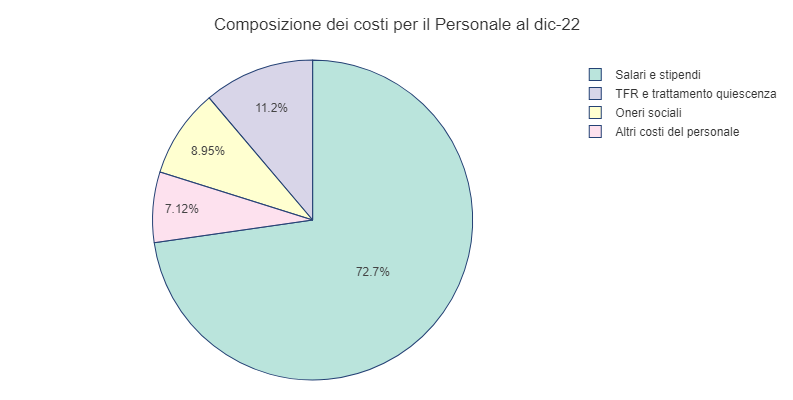 Composizione dei costi per il Personale al dic-22
Salari e stipendi
TFR e trattamento quiescenza
Oneri sociali
Altri costi del personale
11.2%
8.95%
7.12%
72.7%